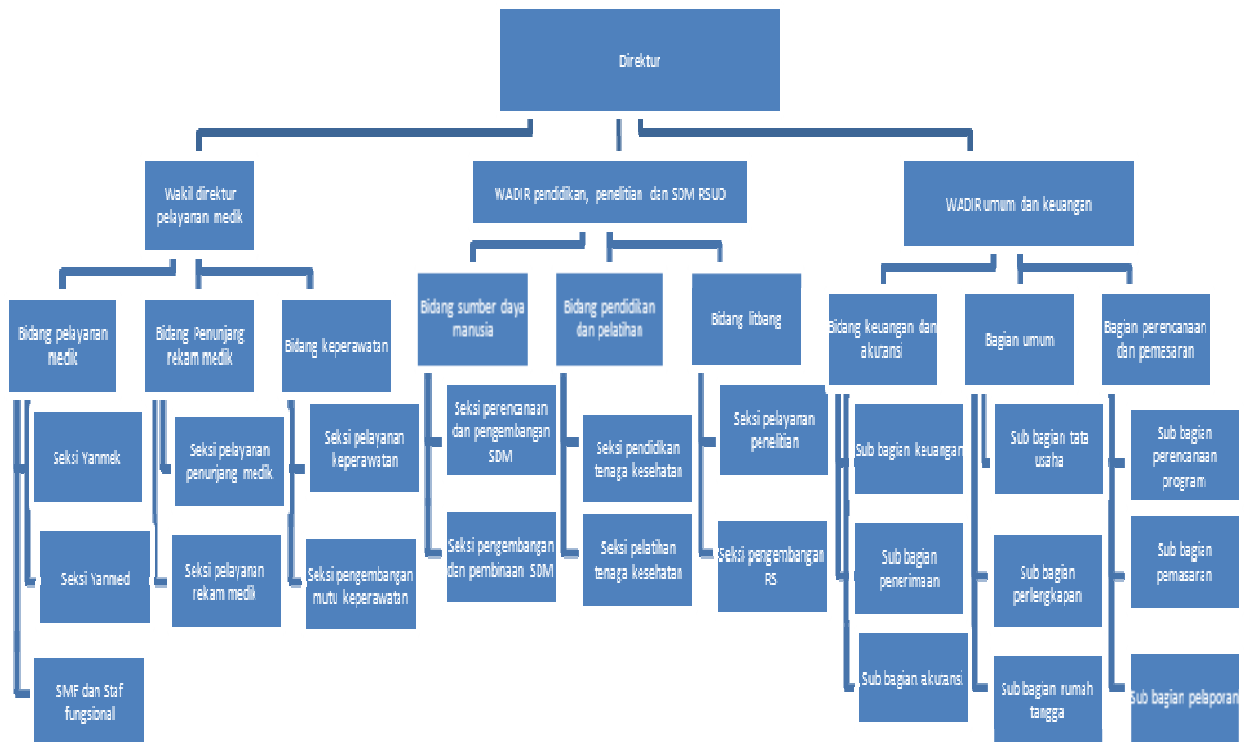 Direktur
Wakil direktur
pelayanan medik
WADIR pendidikan, penelitian dan SDM RSUD
WADIR umum dan keuangan
Bidang pelayanan
medik
Bidang Penunjang
rekam medik
Bidang keperawatan
Bidang sumber daya
manusia
Bidang pendidikan
dan pelatihan
Bidang litbang
Bidang keuangan dan
akuransi
Bagian umum
Bagian perencanaan
dan pemasaran
Seksi Yanmek
Seksi Yanmed
SMF dan Staf
fungsional
Seksi pelayanan
penunjang medik
Seksi pelayanan
rekam medik
Seksi pelayanan
keperawatan
Seksi pengembangan
mutu keperawatan
Seksi perencanaan
dan pengembangan
SDM
Seksi pengembangan
dan pembinaan SDM
Seksi pendidikan
tenaga kesehatan
Seksi pelatihan
tenaga kesehatan
Seksi pelayanan
penelitian
Seksi pengembangan
RS
Sub bagian keuangan
Sub bagian
penerimaan
Sub bagian akuransi
Sub bagian tata
usaha
Sub bagian
perlengkapan
Sub bagian rumah
tangga
Sub bagian
perencanaan
program
Sub bagian
pemasaran
Sub bagian pelaporan